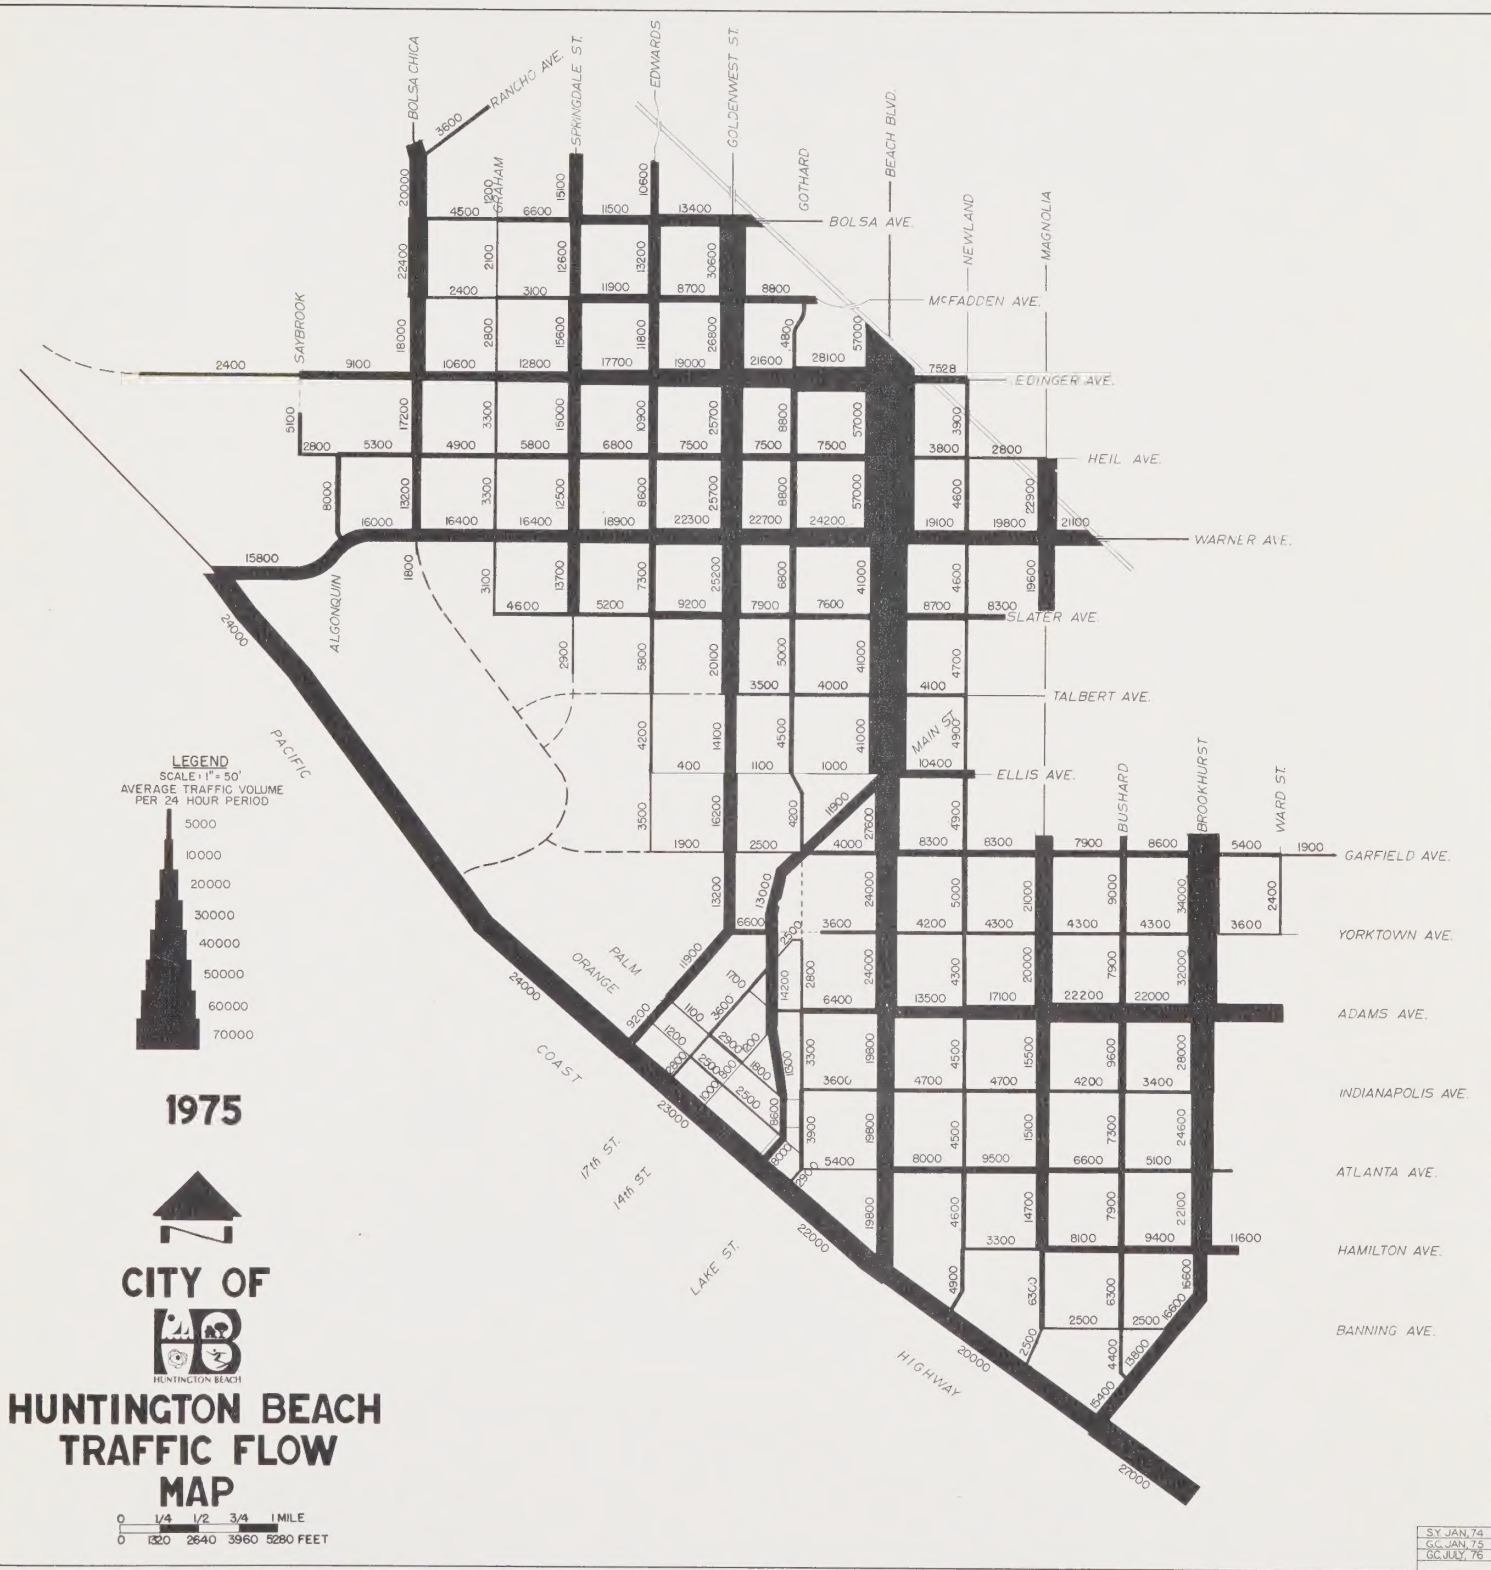 BOLSA CHICA
RANCHO AVE.
SPRINGDALE ST.
EDWARDS
GOLDENWEST ST.
GOTHARD
BEACH BLVD.
NEWLAND
MAGNOLIA
GRAHAM
SAYBROOK
3600
20000
1200
15100
10600
4500 6600 11500 13400
BOLSA AVE.
22400 2100 12600 13200 30600
2400 3100 11900 8700 8800
McFADDEN AVE.
18000 2800 15600 11800 26800 4800 57000
2400 9100 10600 12800 17700 19000 21600 28100 7528
EDINGER AVE.
5100 17200 3300 15000 10900 25700 8800 57000 3900
2800 5300 4900 5800 6800 7500 7500 7500 3800 2800
HEIL AVE.
8000 13200 3300 12500 8600 25700 8800 57000 4600 22900
16000 16400 16400 18900 22300 22700 24200 19100 19800 21100
WARNER AVE.
15800
1800 3100 13700 7300 25200 6800 41000 4600 19600
ALGONQUIN
4600 5200 9200 7900 7600 8700 8300
SLATER AVE.
24000
2900 5800 20100 5000 41000 4700
3500 4000 4100
TALBERT AVE.
PACIFIC
4200 14100 4500 41000 MAIN ST. 4900
400 1100 1000 10400
ELLIS AVE.
BUSHARD
BROOKHURST
WARD ST.
3500 16200 4200 11900 27600 4900
1900 2500 4000 8300 8300 7900 8600 5400 1900
GARFIELD AVE.
13200 13000 24000 5000 21000 9000 34000 2400
6600 2500 3600 4200 4300 4300 4300 3600
YORKTOWN AVE.
PALM
ORANGE
11900 1700 14200 2800 24000 4300 20000 7900 32000
24000
6400 13500 17100 22200 22000
ADAMS AVE.
9200 1100 3600
1200 2900 1200 11300 3300 19800 4500 15500 9600 28000
COAST
2800 2500 800 1800
3600 4700 4700 4200 3400
INDIANAPOLIS AVE.
1000 2500 6600
23000
3900 19800 4500 15100 7300 24600
17th ST.
14th ST.
8000 2900
5400 8000 9500 6600 5100
ATLANTA AVE.
19800 4600 14700 7900 22100
22000
LAKE ST.
3300 8100 9400 11600
HAMILTON AVE.
4900 6300 6300 16600
16600
2500 2500
BANNING AVE.
2500 4400 13800
20000
HIGHWAY
15400
27000
LEGEND
SCALE: 1"= 50'
AVERAGE TRAFFIC VOLUME
PER 24 HOUR PERIOD
5000
10000
20000
30000
40000
50000
60000
70000
1975
N
CITY OF
HB
HUNTINGTON BEACH
HUNTINGTON BEACH
TRAFFIC FLOW
MAP
0 1/4 1/2 3/4 1 MILE
0 1320 2640 3960 5280 FEET
S.Y. JAN, 74
G.C. JAN, 75
G.C. JULY, 76